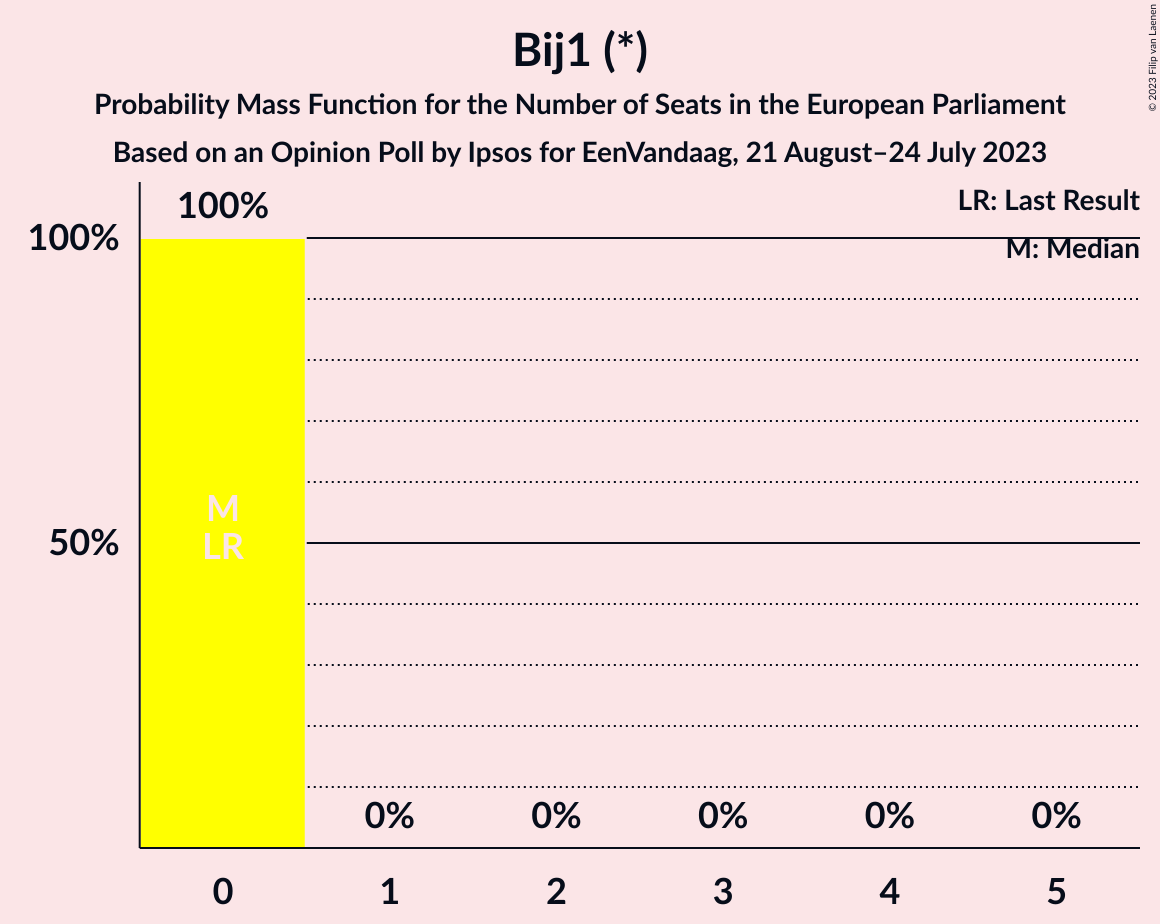 Bij1 (*)
Probability Mass Function for the Number of Seats in the European Parliament
Based on an Opinion Poll by Ipsos for EenVandaag, 21 August–24 July 2023
© 2023 Filip van Laenen
LR: Last Result
M: Median
100%
100%
50%
M
LR
0% 0% 0% 0% 0%
0 1 2 3 4 5